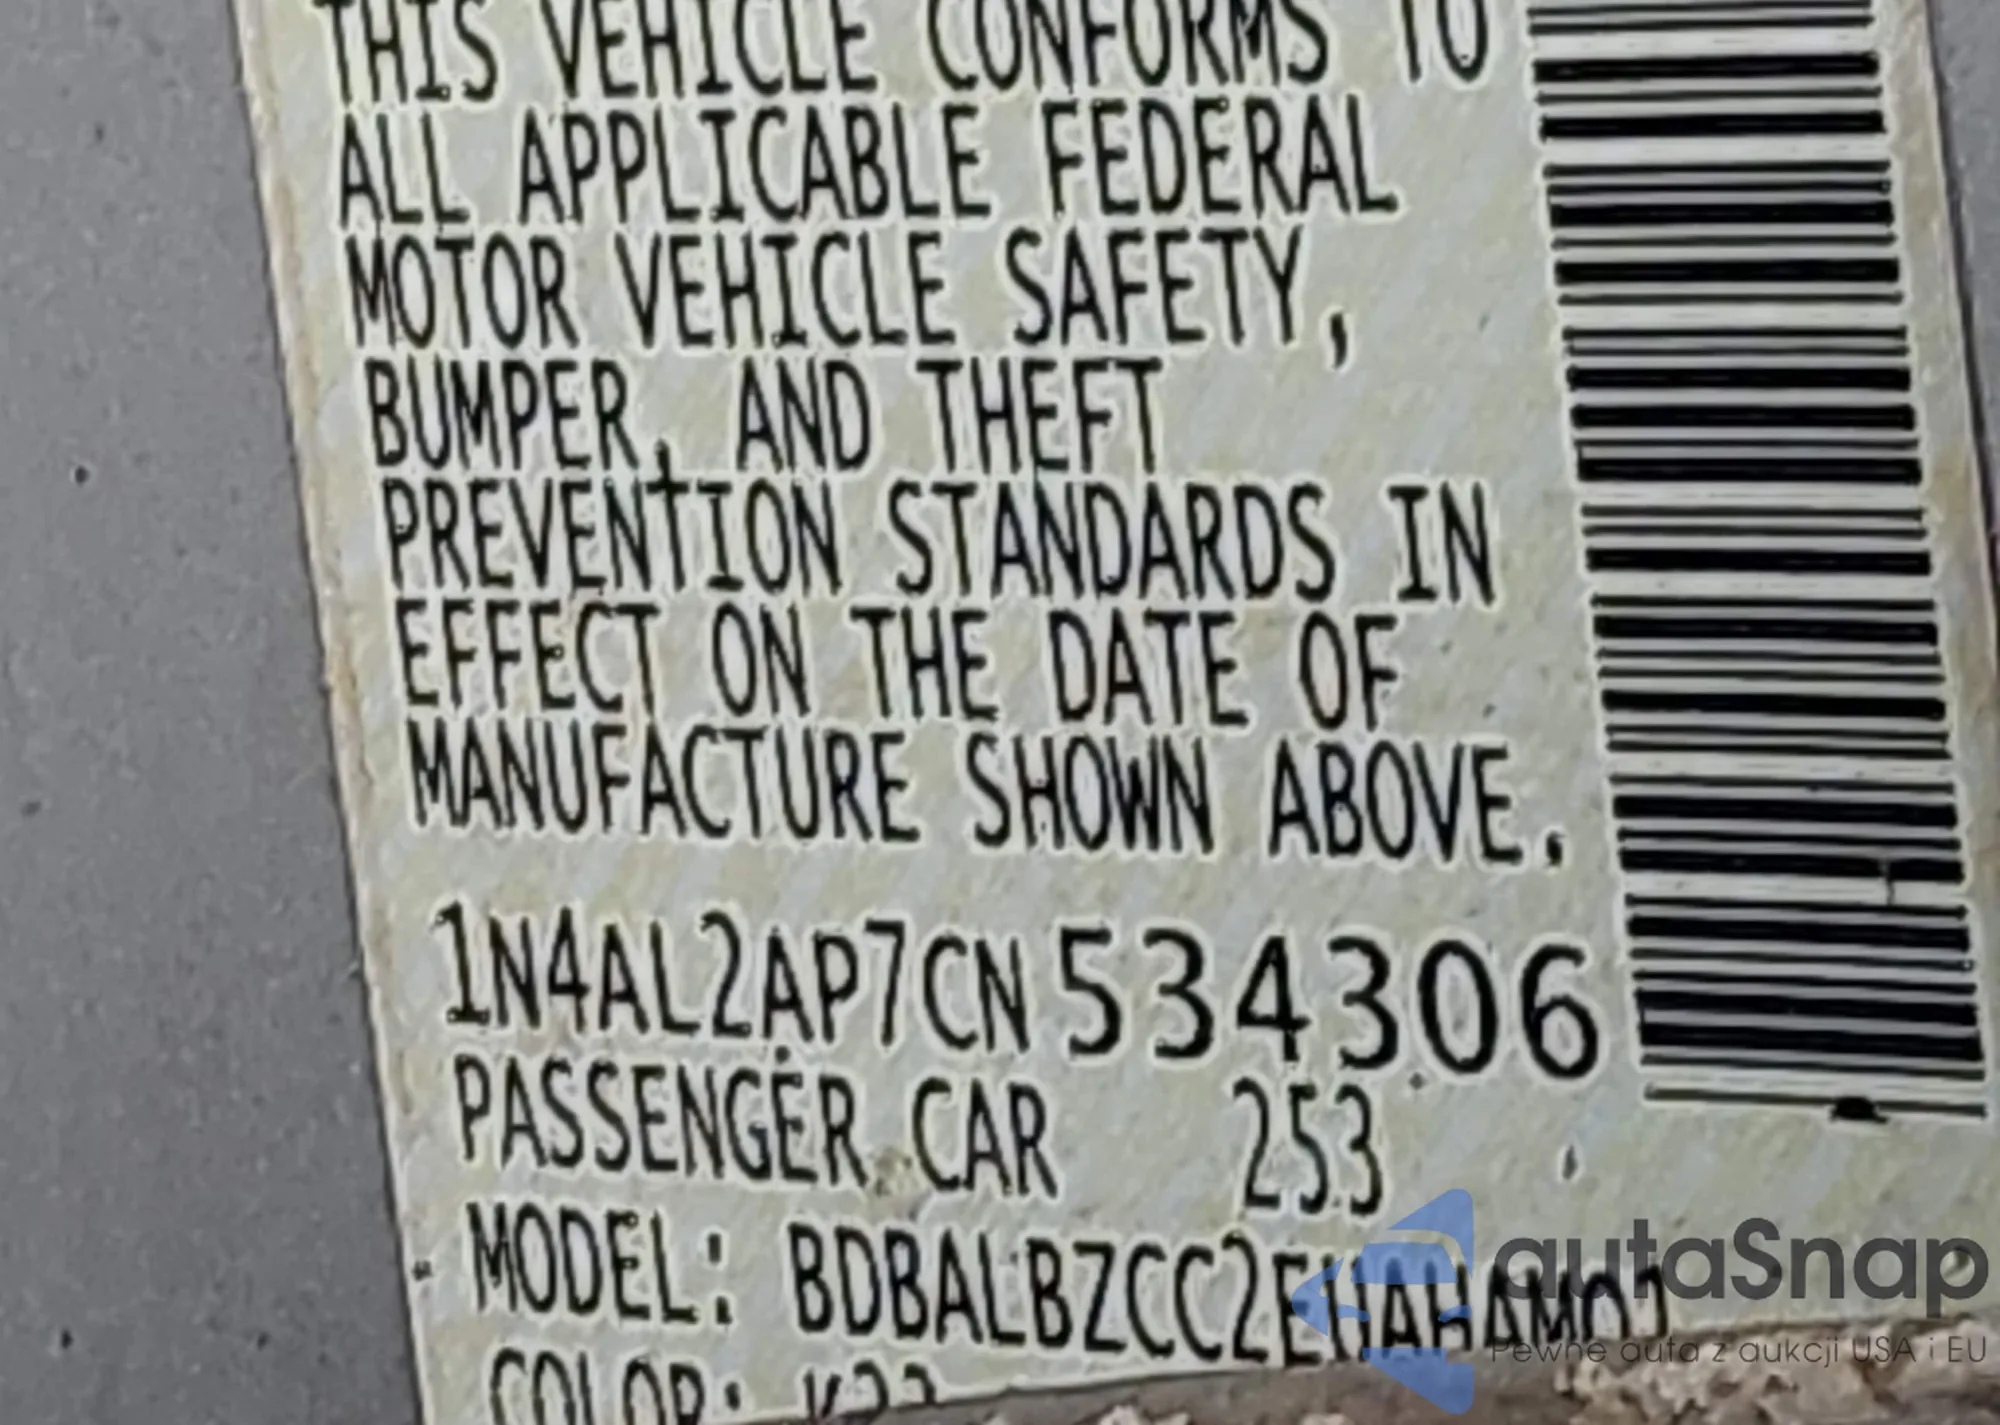 THIS VEHICLE CONFORMS TO
ALL APPLICABLE FEDERAL
MOTOR VEHICLE SAFETY,
BUMPER, AND THEFT
PREVENTION STANDARDS IN
EFFECT ON THE DATE OF
MANUFACTURE SHOWN ABOVE.
1N4AL2AP7CN534306
PASSENGER CAR 253
MODEL:
COLOR:
autaSnap
Pewne auta z aukcji USA i EU